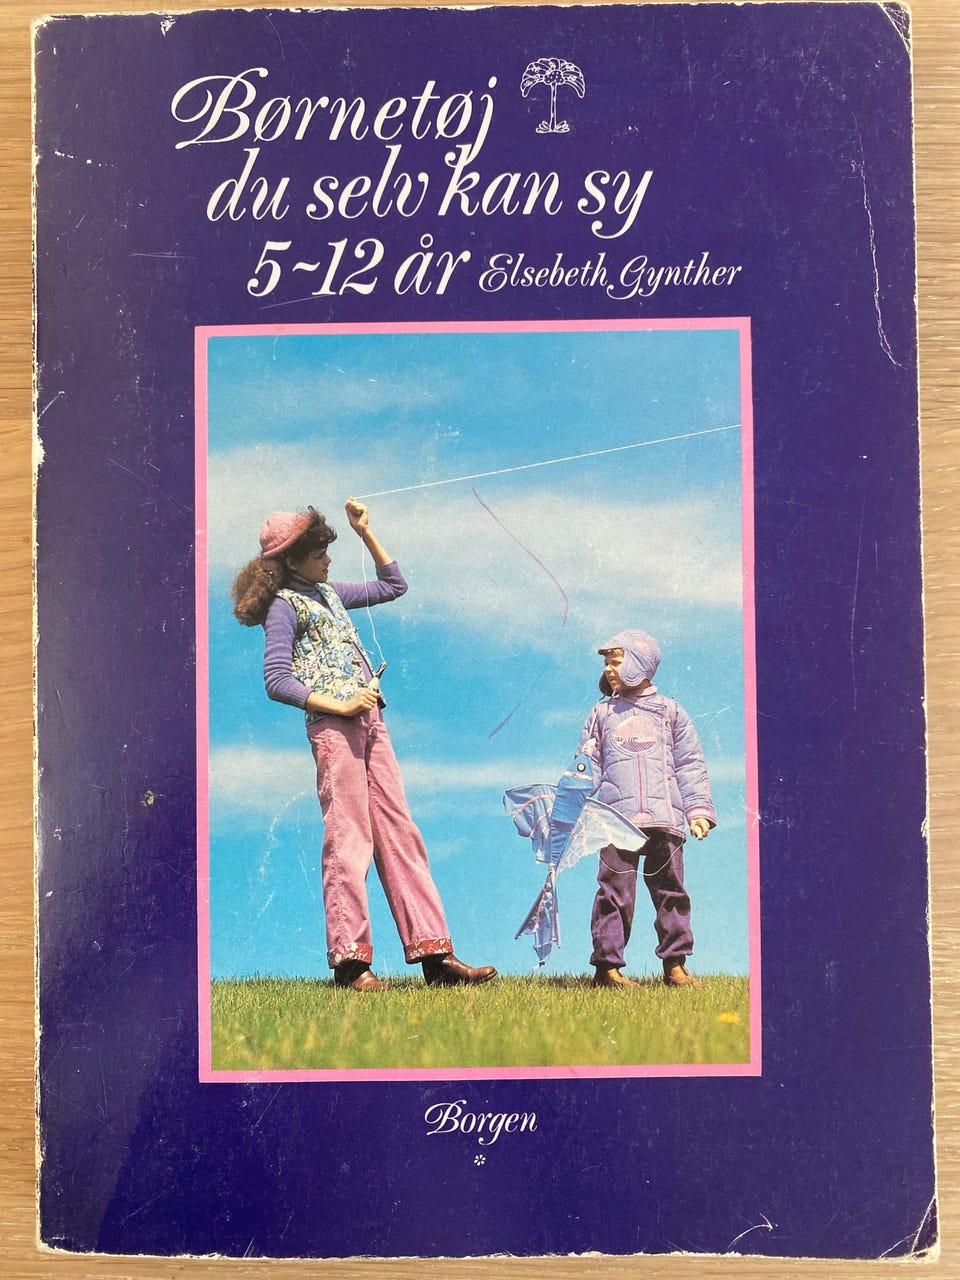 Børnetøj
du selv kan sy
5-12 år Elsebeth Gynther
Borgen